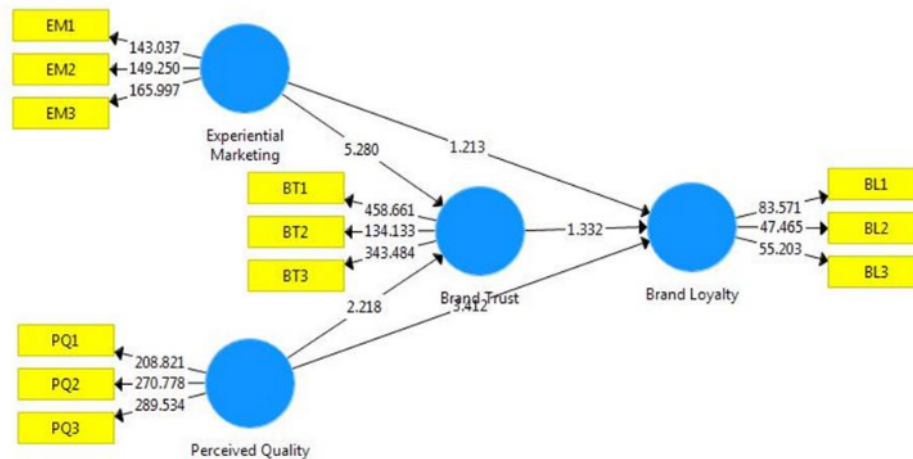 EM1
143.037
EM2
149.250
EM3
165.997
Experiential
Marketing
5.280
1.213
BT1
458.661
BT2
134.133
BT3
343.484
Brand Trust
1.332
BL1
83.571
BL2
47.465
BL3
55.203
Brand Loyalty
2.218
3.412
PQ1
208.821
PQ2
270.778
PQ3
289.534
Perceived Quality